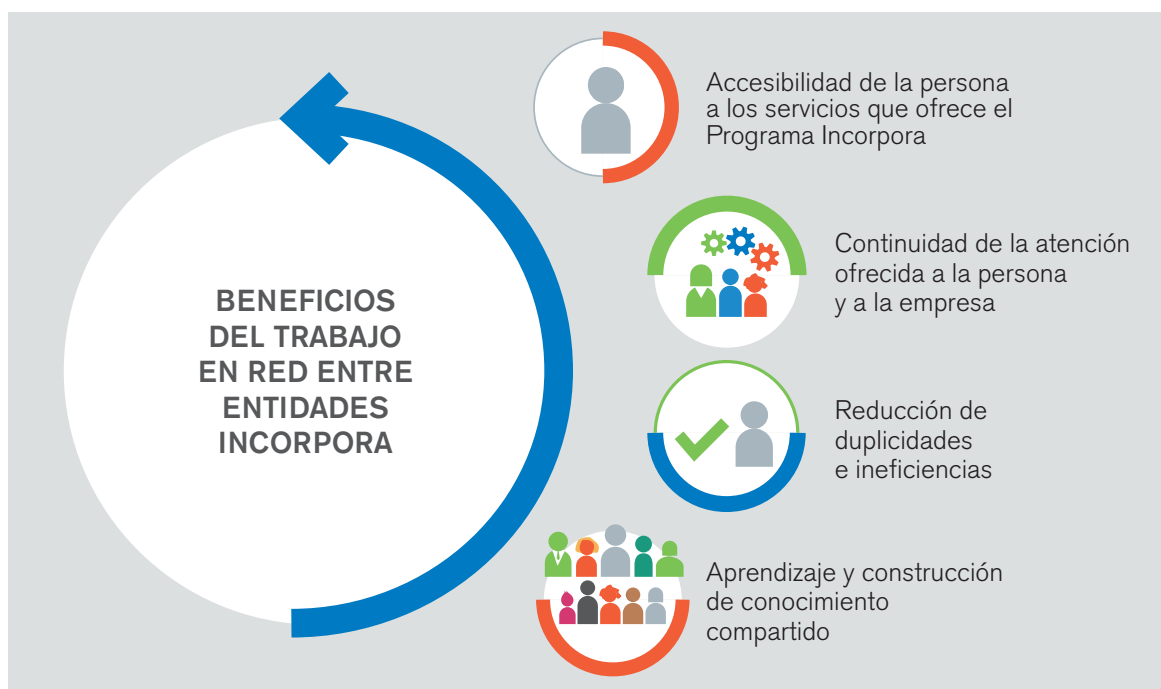 BENEFICIOS
DEL TRABAJO
EN RED ENTRE
ENTIDADES
INCORPORA
Accesibilidad de la persona
a los servicios que ofrece el
Programa Incorpora
Continuidad de la atención
ofrecida a la persona
y a la empresa
Reducción de
duplicidades
e ineficiencias
Aprendizaje y construcción
de conocimiento
compartido